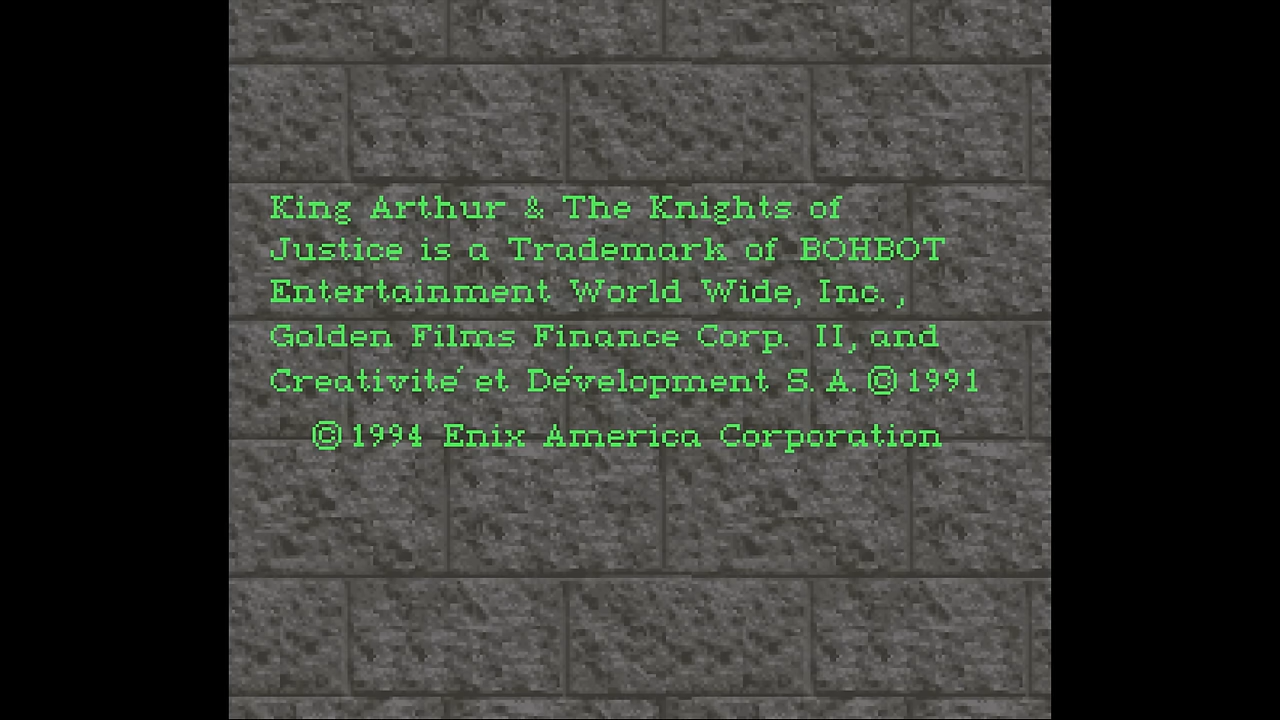 King Arthur & The Knights of
Justice is a Trademark of BOHBOT
Entertainment World Wide, Inc.,
Golden Films Finance Corp. II, and
Creativité et Dévelopment S.A. © 1991
© 1994 Enix America Corporation